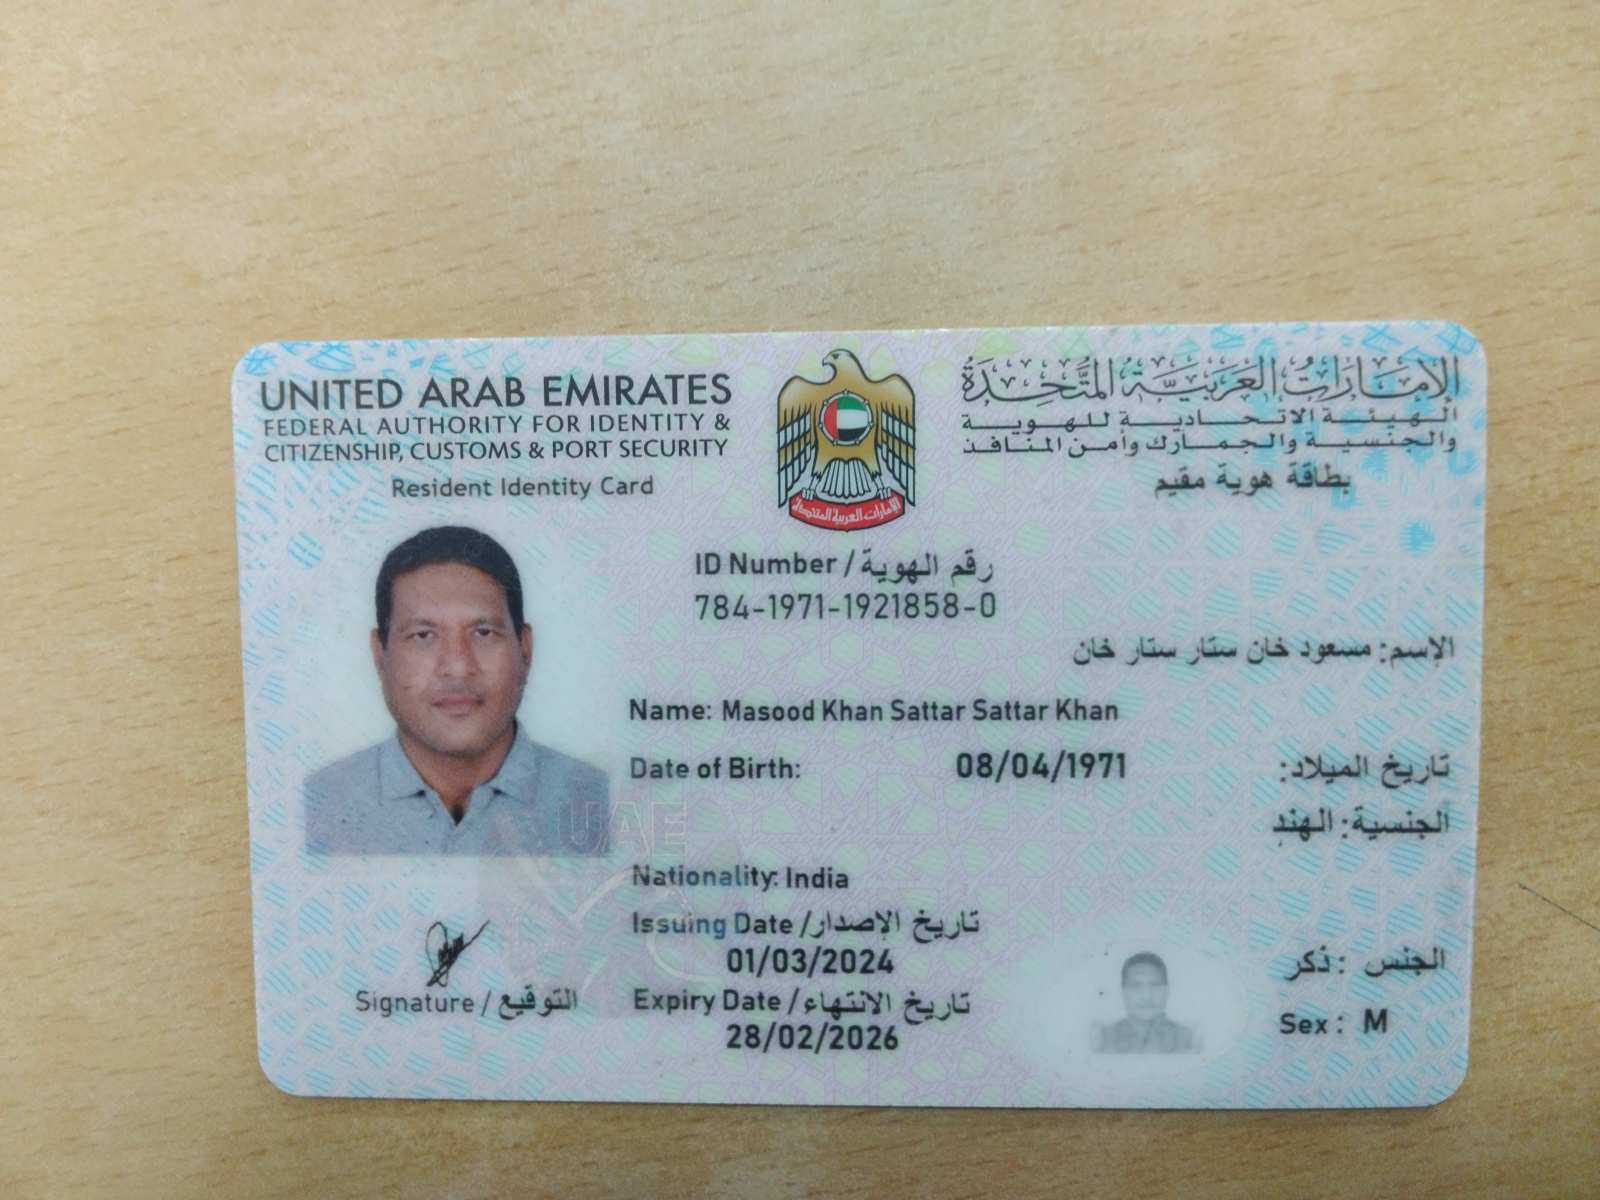 UNITED ARAB EMIRATES
FEDERAL AUTHORITY FOR IDENTITY &
CITIZENSHIP, CUSTOMS & PORT SECURITY
Resident Identity Card
الإمارات العربية المتحدة
الهيئة الاتحادية للهوية
والجنسية والجمارك وأمن المنافذ
بطاقة هوية مقيم
الإمارات العربية المتحدة
ID Number / رقم الهوية
784-1971-1921858-0
الإسم: مسعود خان ستار ستار خان
Name: Masood Khan Sattar Sattar Khan
Date of Birth: 08/04/1971 تاريخ الميلاد:
الجنسية: الهند
UAE
Nationality: India
Issuing Date / تاريخ الإصدار
01/03/2024
Expiry Date / تاريخ الانتهاء
28/02/2026
Signature / التوقيع
الجنس : ذكر
Sex : M